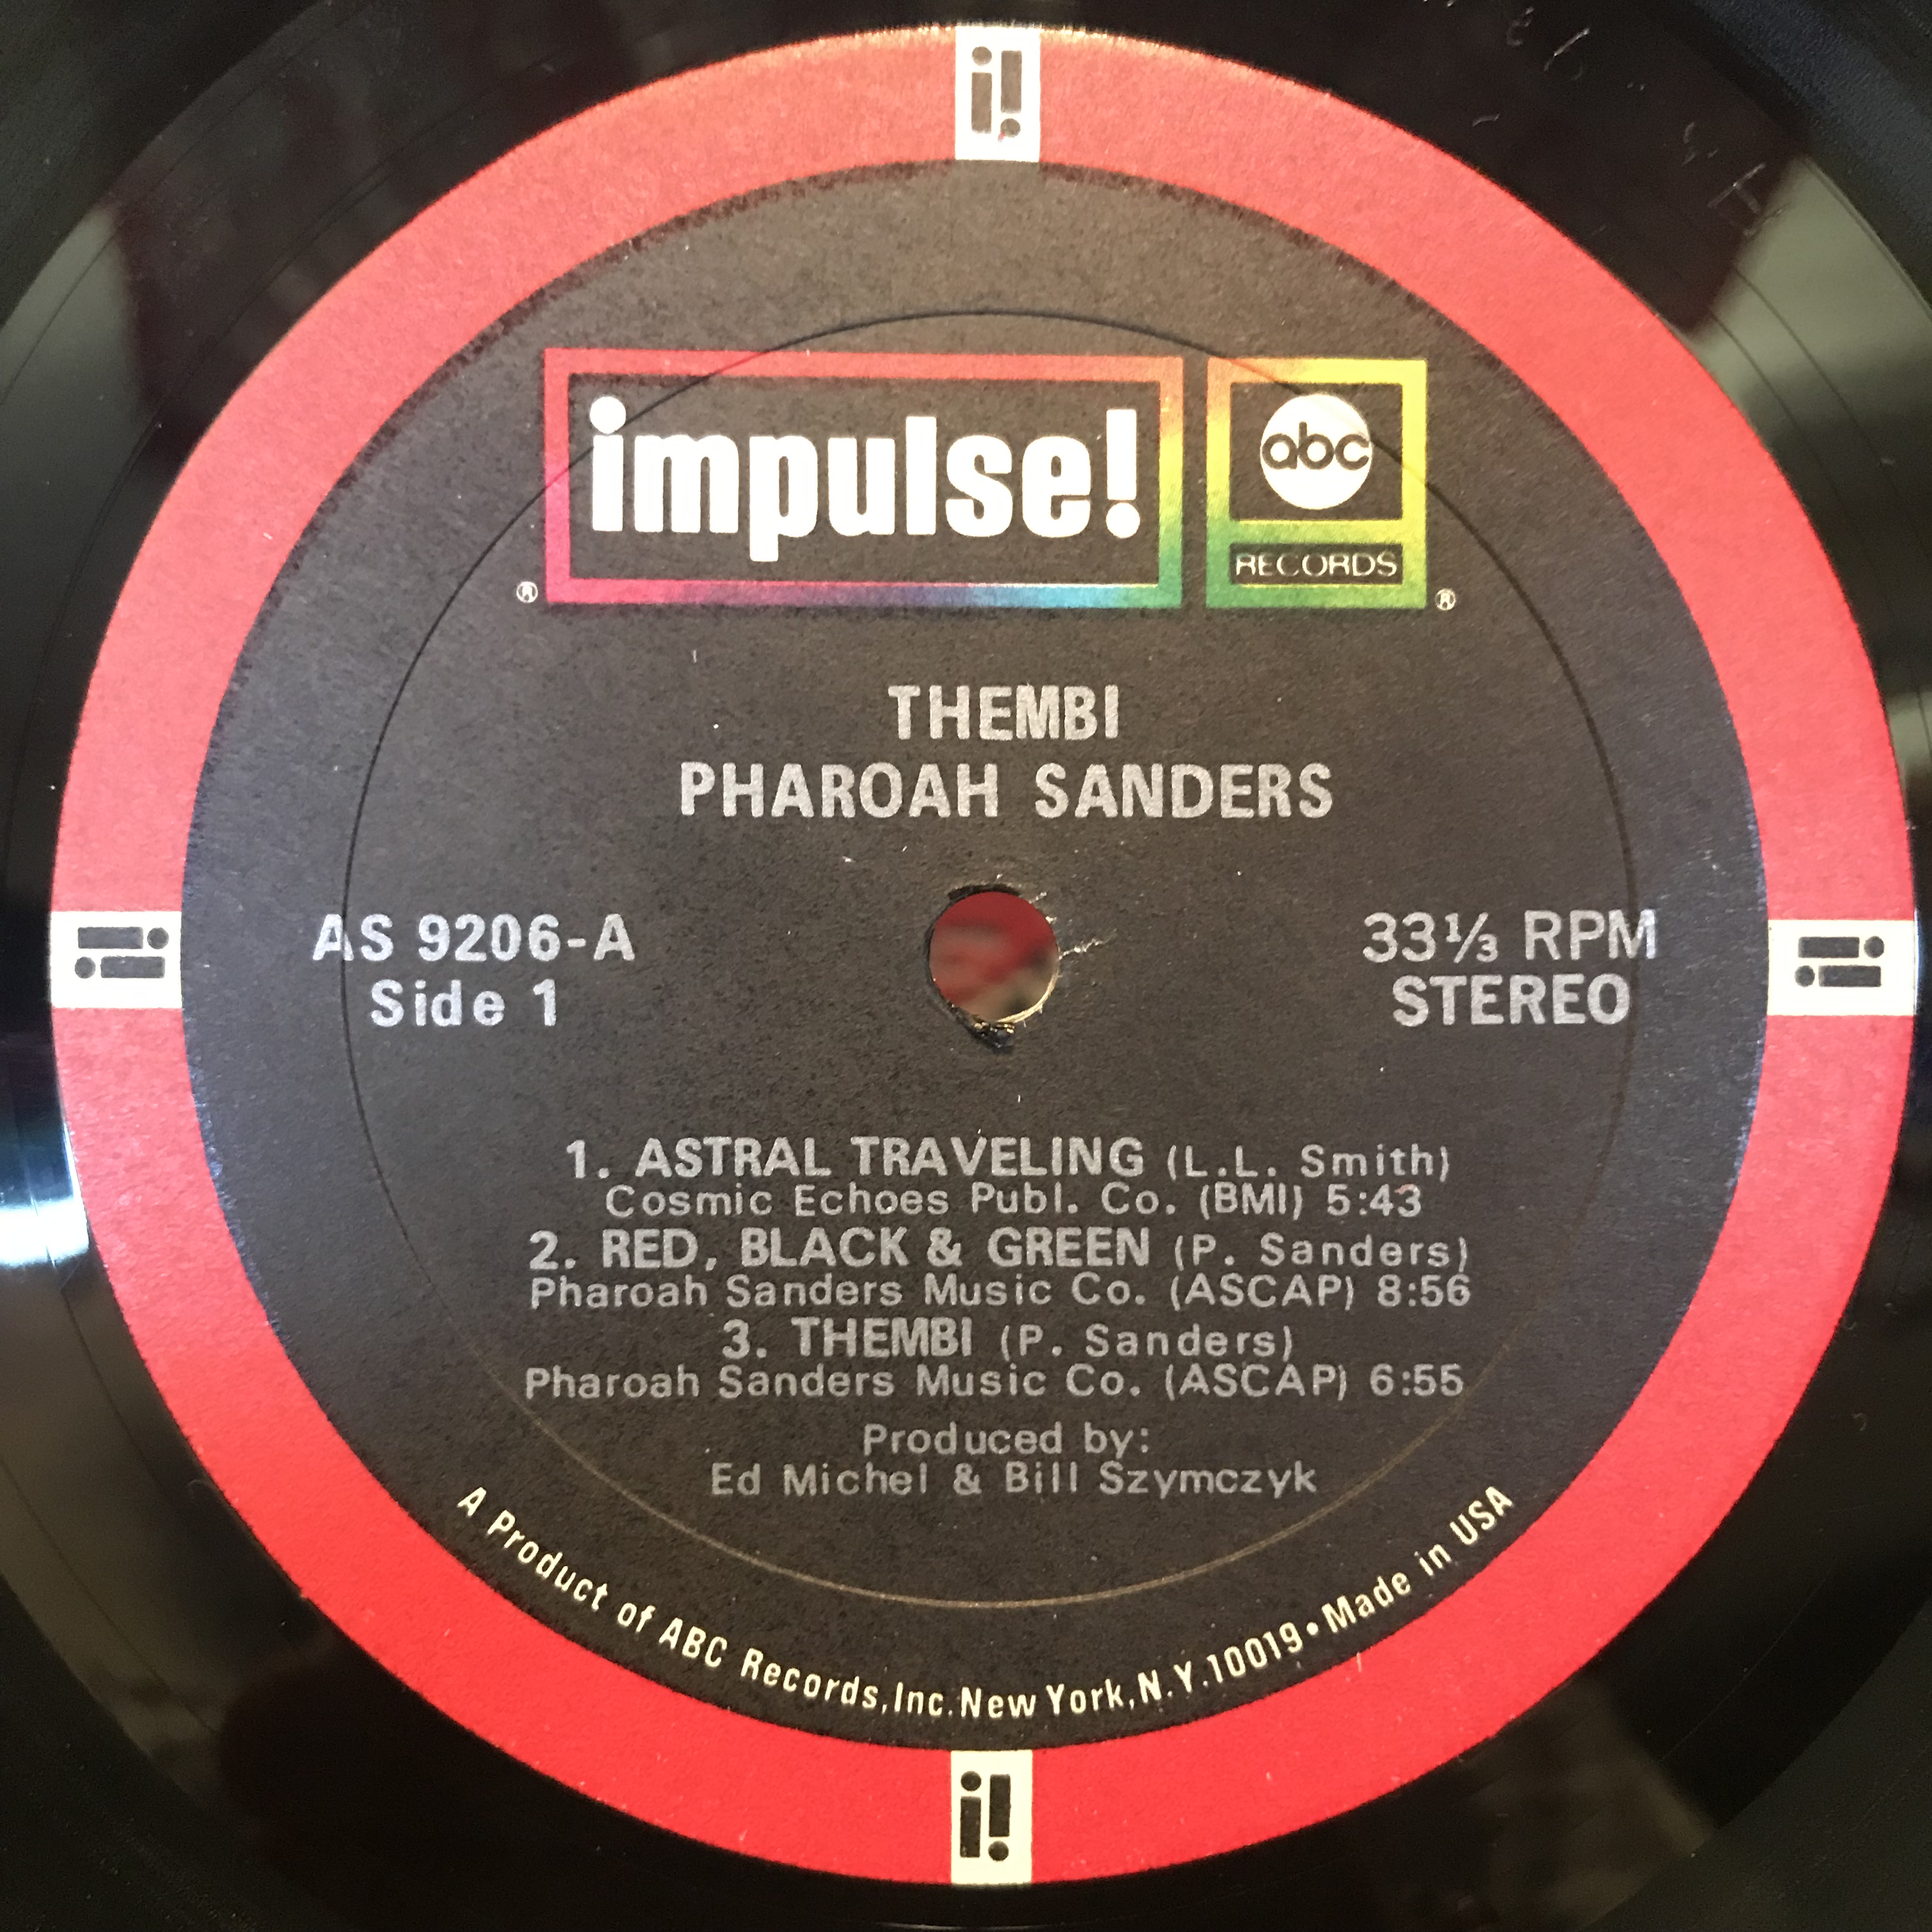 i!
impulse!
abc
RECORDS
®
®
THEMBI
PHAROAH SANDERS
AS 9206-A
Side 1
33⅓ RPM
STEREO
i!
i!
1. ASTRAL TRAVELING (L.L. Smith)
Cosmic Echoes Publ. Co. (BMI) 5:43
2. RED, BLACK & GREEN (P. Sanders)
Pharoah Sanders Music Co. (ASCAP) 8:56
3. THEMBI (P. Sanders)
Pharoah Sanders Music Co. (ASCAP) 6:55
Produced by:
Ed Michel & Bill Szymczyk
A Product of ABC Records, Inc. New York, N.Y. 10019 • Made in USA
i!